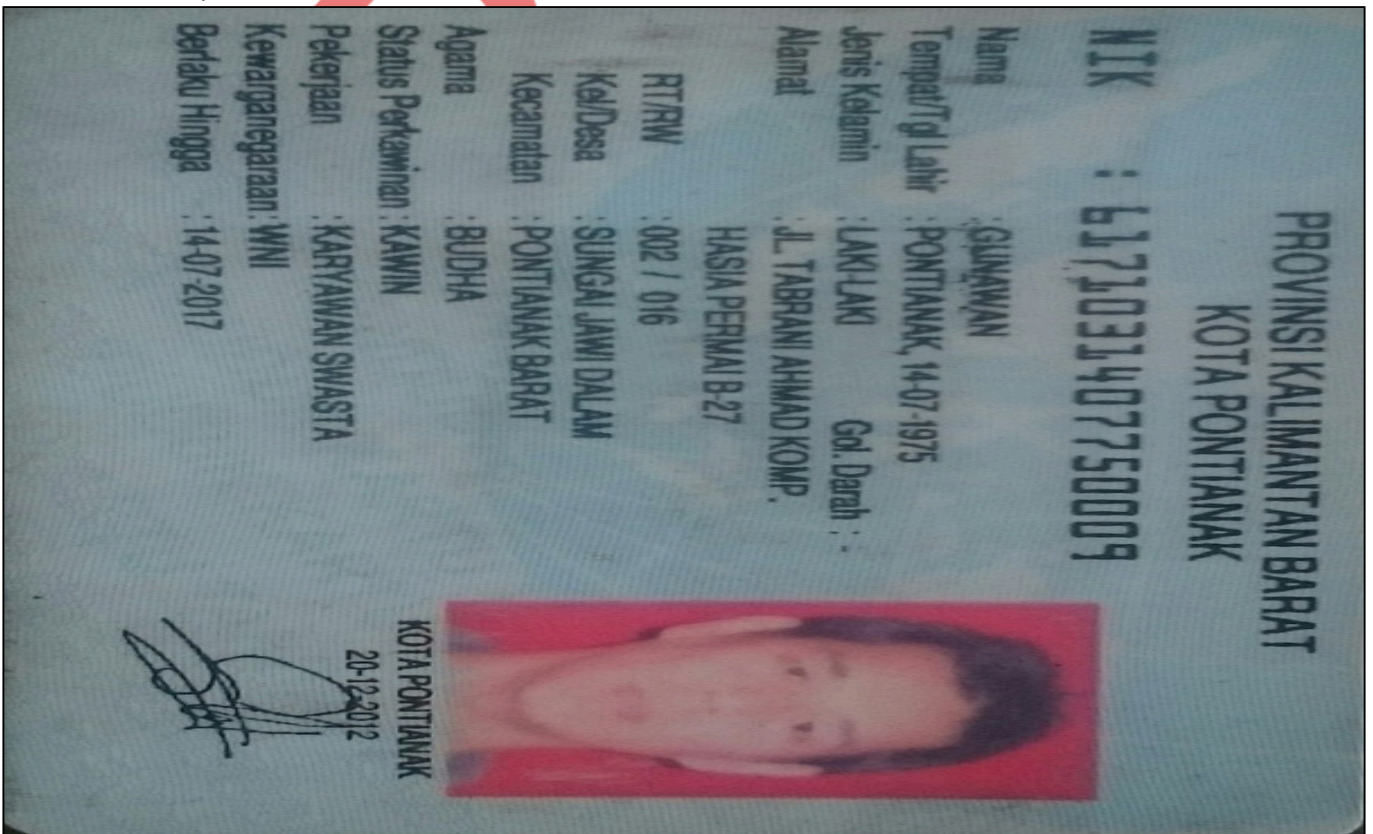 PROVINSI KALIMANTAN BARAT
KOTA PONTIANAK
NIK : 6171031407750009
Nama : GUNAWAN
Tempat/Tgl Lahir : PONTIANAK, 14-07-1975
Jenis Kelamin : LAKI-LAKI Gol. Darah : -
Alamat : JL. TABRANI AHMAD KOMP.
HASIA PERMAI B-27
RT/RW : 002 / 016
Kel/Desa : SUNGAI JAWI DALAM
Kecamatan : PONTIANAK BARAT
Agama : BUDHA
Status Perkawinan : KAWIN
Pekerjaan : KARYAWAN SWASTA
Kewarganegaraan : WNI
Berlaku Hingga : 14-07-2017
KOTA PONTIANAK
20-12-2012